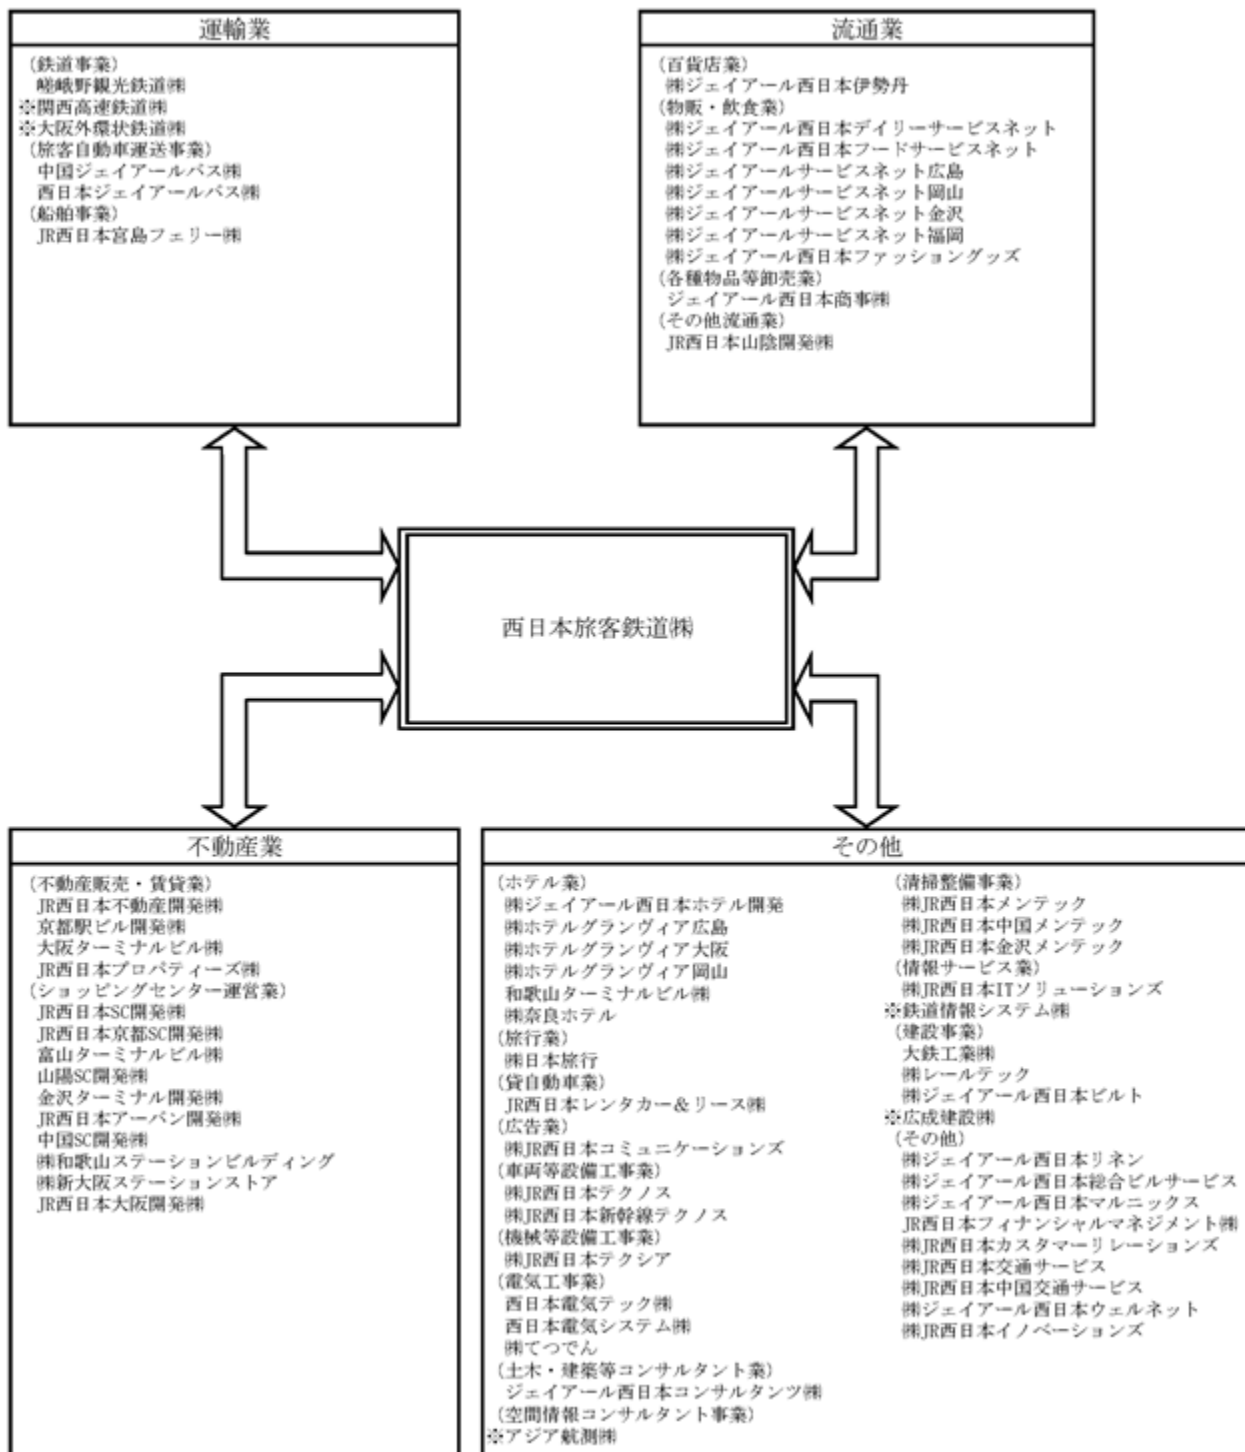 運輸業
(鉄道事業)
嵯峨野観光鉄道㈱
※関西高速鉄道㈱
※大阪外環状鉄道㈱
(旅客自動車運送事業)
中国ジェイアールバス㈱
西日本ジェイアールバス㈱
(船舶事業)
JR西日本宮島フェリー㈱
流通業
(百貨店業)
㈱ジェイアール西日本伊勢丹
(物販・飲食業)
㈱ジェイアール西日本デイリーサービスネット
㈱ジェイアール西日本フードサービスネット
㈱ジェイアールサービスネット広島
㈱ジェイアールサービスネット岡山
㈱ジェイアールサービスネット金沢
㈱ジェイアールサービスネット福岡
㈱ジェイアール西日本ファッショングッズ
(各種物品等卸売業)
ジェイアール西日本商事㈱
(その他流通業)
JR西日本山陰開発㈱
西日本旅客鉄道㈱
不動産業
(不動産販売・賃貸業)
JR西日本不動産開発㈱
京都駅ビル開発㈱
大阪ターミナルビル㈱
JR西日本プロパティーズ㈱
(ショッピングセンター運営業)
JR西日本SC開発㈱
JR西日本京都SC開発㈱
富山ターミナルビル㈱
山陽SC開発㈱
金沢ターミナル開発㈱
JR西日本アーバン開発㈱
中国SC開発㈱
㈱和歌山ステーションビルディング
㈱新大阪ステーションストア
JR西日本大阪開発㈱
その他
(ホテル業)
㈱ジェイアール西日本ホテル開発
㈱ホテルグランヴィア広島
㈱ホテルグランヴィア大阪
㈱ホテルグランヴィア岡山
和歌山ターミナルビル㈱
㈱奈良ホテル
(旅行業)
㈱日本旅行
(貸自動車業)
JR西日本レンタカー＆リース㈱
(広告業)
㈱JR西日本コミュニケーションズ
(車両等設備工事業)
㈱JR西日本テクノス
㈱JR西日本新幹線テクノス
(機械等設備工事業)
㈱JR西日本テクシア
(電気工事業)
西日本電気テック㈱
西日本電気システム㈱
㈱てつでん
(土木・建築等コンサルタント業)
ジェイアール西日本コンサルタンツ㈱
(空間情報コンサルタント事業)
※アジア航測㈱
(清掃整備事業)
㈱JR西日本メンテック
㈱JR西日本中国メンテック
㈱JR西日本金沢メンテック
(情報サービス業)
㈱JR西日本ITソリューションズ
※鉄道情報システム㈱
(建設事業)
大鉄工業㈱
㈱レールテック
㈱ジェイアール西日本ビルト
※広成建設㈱
(その他)
㈱ジェイアール西日本リネン
㈱ジェイアール西日本総合ビルサービス
㈱ジェイアール西日本マルニックス
JR西日本フィナンシャルマネジメント㈱
㈱JR西日本カスタマーリレーションズ
㈱JR西日本交通サービス
㈱JR西日本中国交通サービス
㈱ジェイアール西日本ウェルネット
㈱JR西日本イノベーションズ